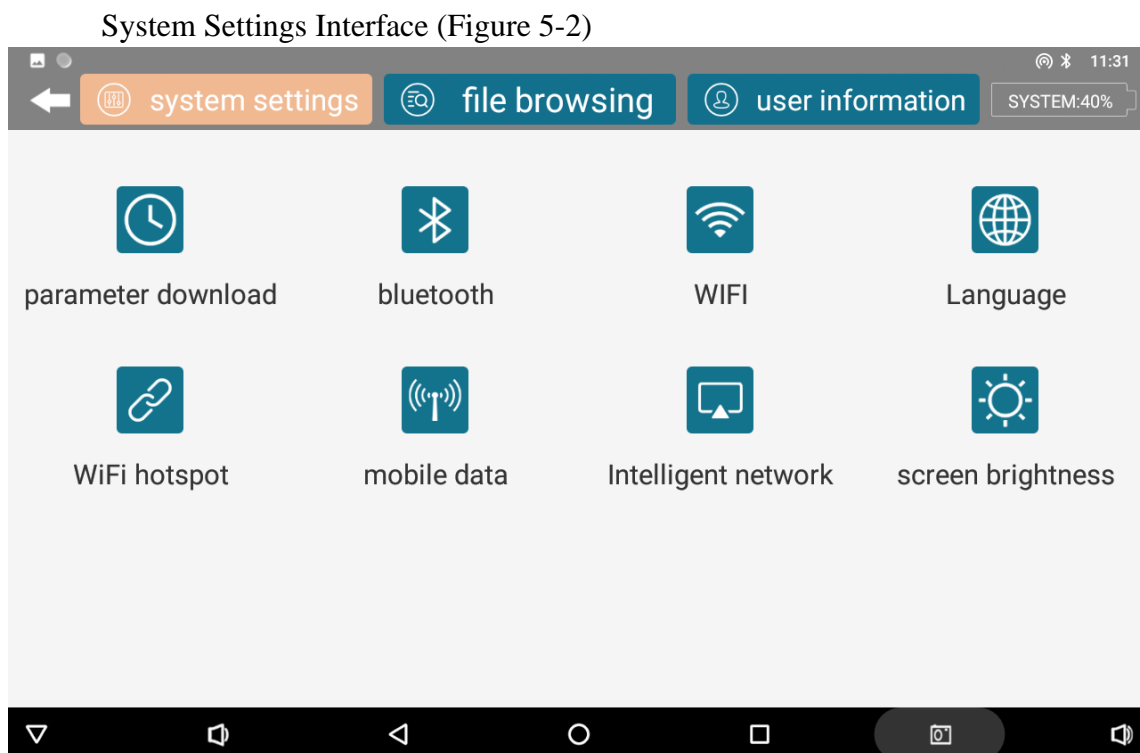 System Settings Interface (Figure 5-2)
11:31
system settings
file browsing
user information
SYSTEM:40%
parameter download
bluetooth
WIFI
Language
WiFi hotspot
mobile data
Intelligent network
screen brightness